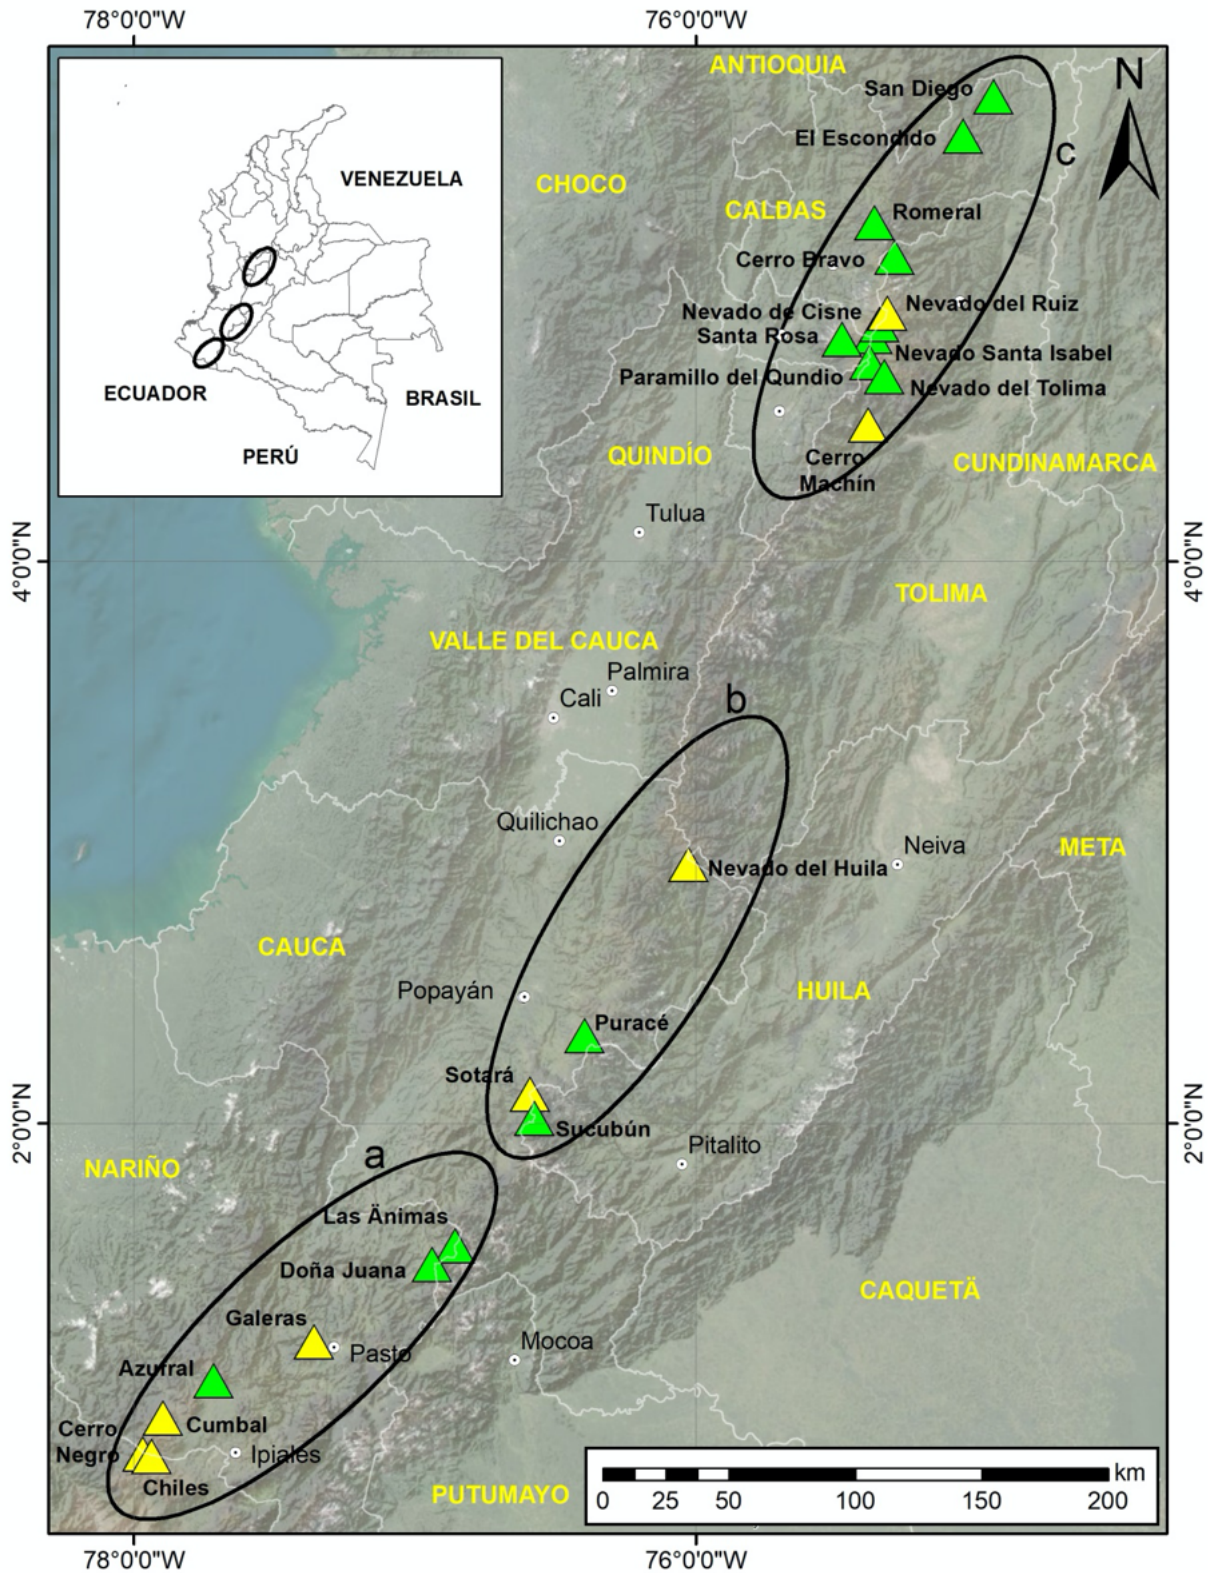 78°0'0"W
76°0'0"W
ANTIOQUIA
N
San Diego
El Escondido
c
VENEZUELA
CHOCO
CALDAS
Romeral
Cerro Bravo
Nevado de Cisne
Nevado del Ruiz
Santa Rosa
Nevado Santa Isabel
Paramillo del Qundio
Nevado del Tolima
ECUADOR
BRASIL
PERÚ
QUINDÍO
Cerro
Machín
CUNDINAMARCA
Tulua
4°0'0"N
4°0'0"N
TOLIMA
VALLE DEL CAUCA
Palmira
Cali
b
Quilichao
Neiva
META
Nevado del Huila
CAUCA
Popayán
HUILA
Puracé
Sotará
Sucubún
2°0'0"N
2°0'0"N
Pitalito
a
NARIÑO
Las Änimas
Doña Juana
CAQUETÄ
Galeras
Pasto
Mocoa
Azufral
Cumbal
Cerro
Negro
Ipiales
Chiles
PUTUMAYO
km
0 25 50 100 150 200
78°0'0"W
76°0'0"W